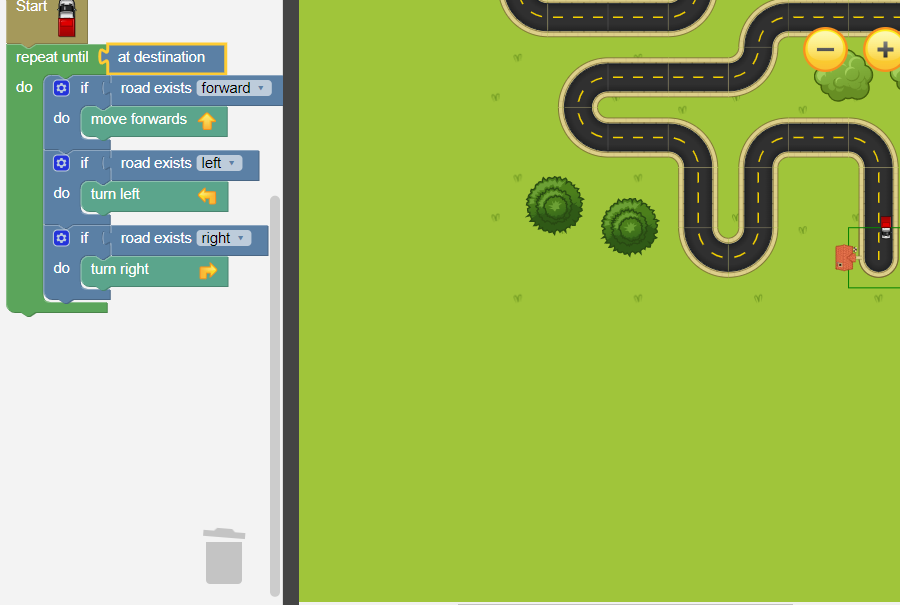 Start
repeat until at destination
do if road exists forward
do move forwards
if road exists left
do turn left
if road exists right
do turn right